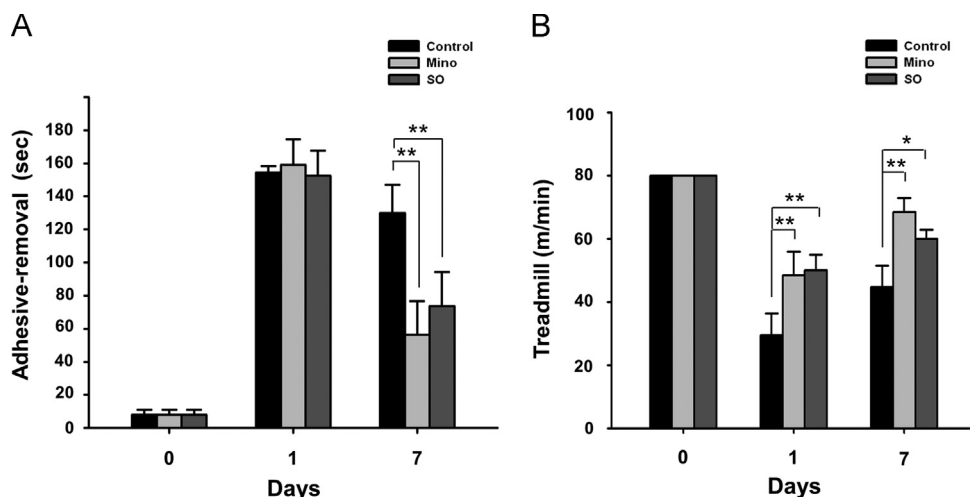 A
Control
Mino
SO
Adhesive-removal (sec)
180
160
140
120
100
80
60
40
20
0
**
**
0 1 7
Days
B
Control
Mino
SO
Treadmill (m/min)
100
80
60
40
20
0
**
**
*
**
0 1 7
Days